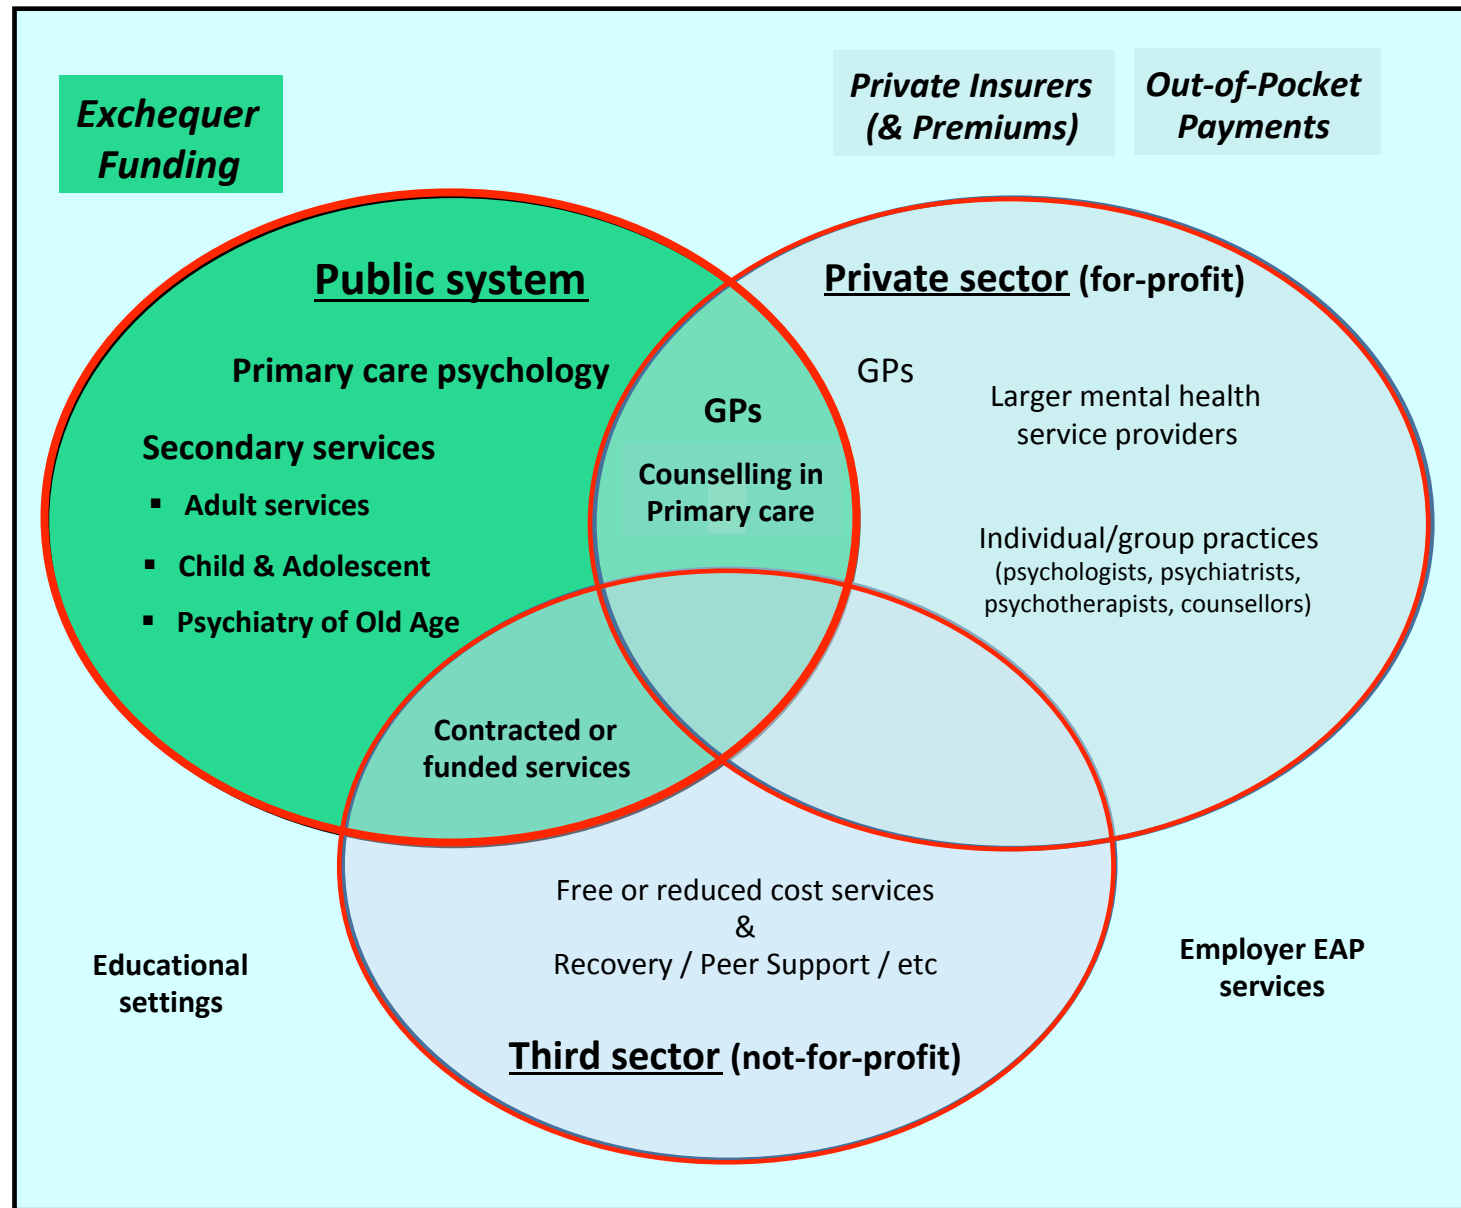 Exchequer
Funding
Private Insurers
(& Premiums)
Out-of-Pocket
Payments
Public system
Primary care psychology
Secondary services
▪ Adult services
▪ Child & Adolescent
▪ Psychiatry of Old Age
GPs
Counselling in
Primary care
Private sector (for-profit)
GPs
Larger mental health
service providers
Individual/group practices
(psychologists, psychiatrists,
psychotherapists, counsellors)
Contracted or
funded services
Free or reduced cost services
&
Recovery / Peer Support / etc
Third sector (not-for-profit)
Educational
settings
Employer EAP
services